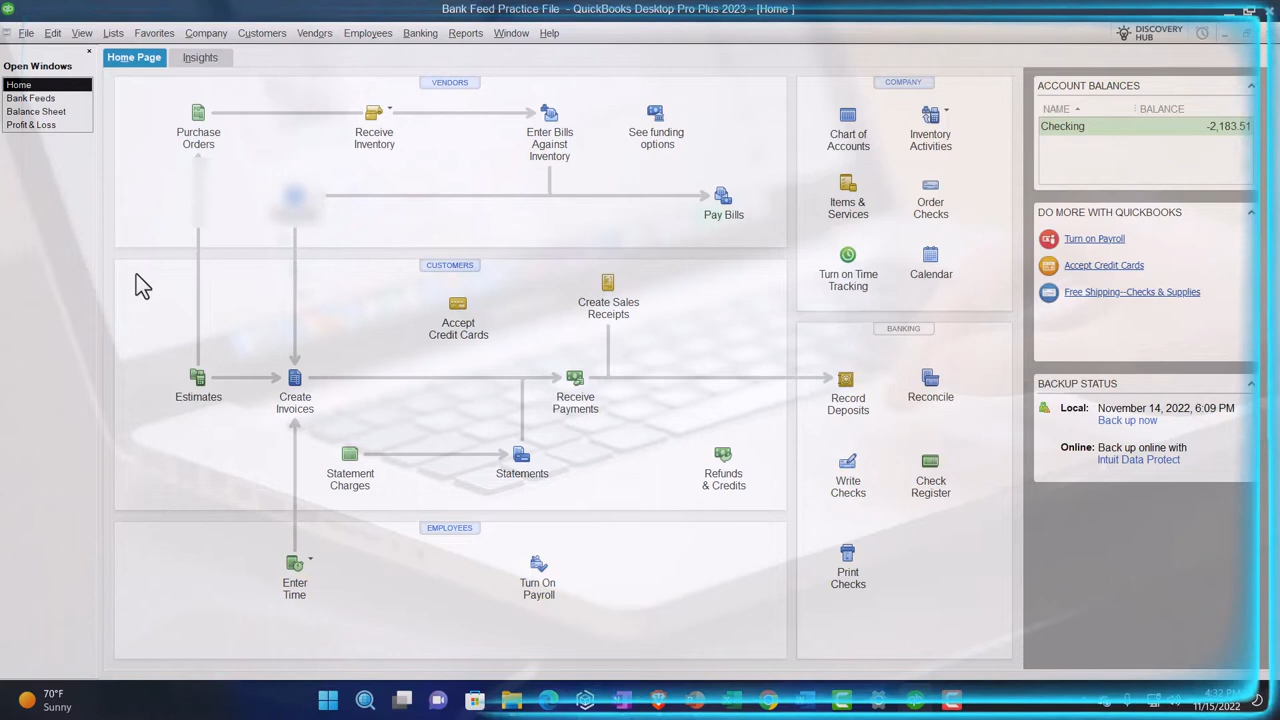 Bank Feed Practice File - QuickBooks Desktop Pro Plus 2023 - [Home ]
File Edit View Lists Favorites Company Customers Vendors Employees Banking Reports Window Help
DISCOVERY
HUB
Open Windows
Home
Bank Feeds
Balance Sheet
Profit & Loss
Home Page
Insights
VENDORS
Purchase
Orders
Receive
Inventory
Enter Bills
Against
Inventory
See funding
options
Pay Bills
CUSTOMERS
Create Sales
Receipts
Accept
Credit Cards
Estimates
Create
Invoices
Receive
Payments
Statement
Charges
Statements
Refunds
& Credits
EMPLOYEES
Enter
Time
Turn On
Payroll
COMPANY
Chart of
Accounts
Inventory
Activities
Items &
Services
Order
Checks
Turn on Time
Tracking
Calendar
BANKING
Record
Deposits
Reconcile
Write
Checks
Check
Register
Print
Checks
ACCOUNT BALANCES
NAME BALANCE
Checking -2,183.51
DO MORE WITH QUICKBOOKS
Turn on Payroll
Accept Credit Cards
Free Shipping--Checks & Supplies
BACKUP STATUS
Local: November 14, 2022, 6:09 PM
Back up now
Online: Back up online with
Intuit Data Protect
70°F
Sunny
4:32 PM
11/15/2022